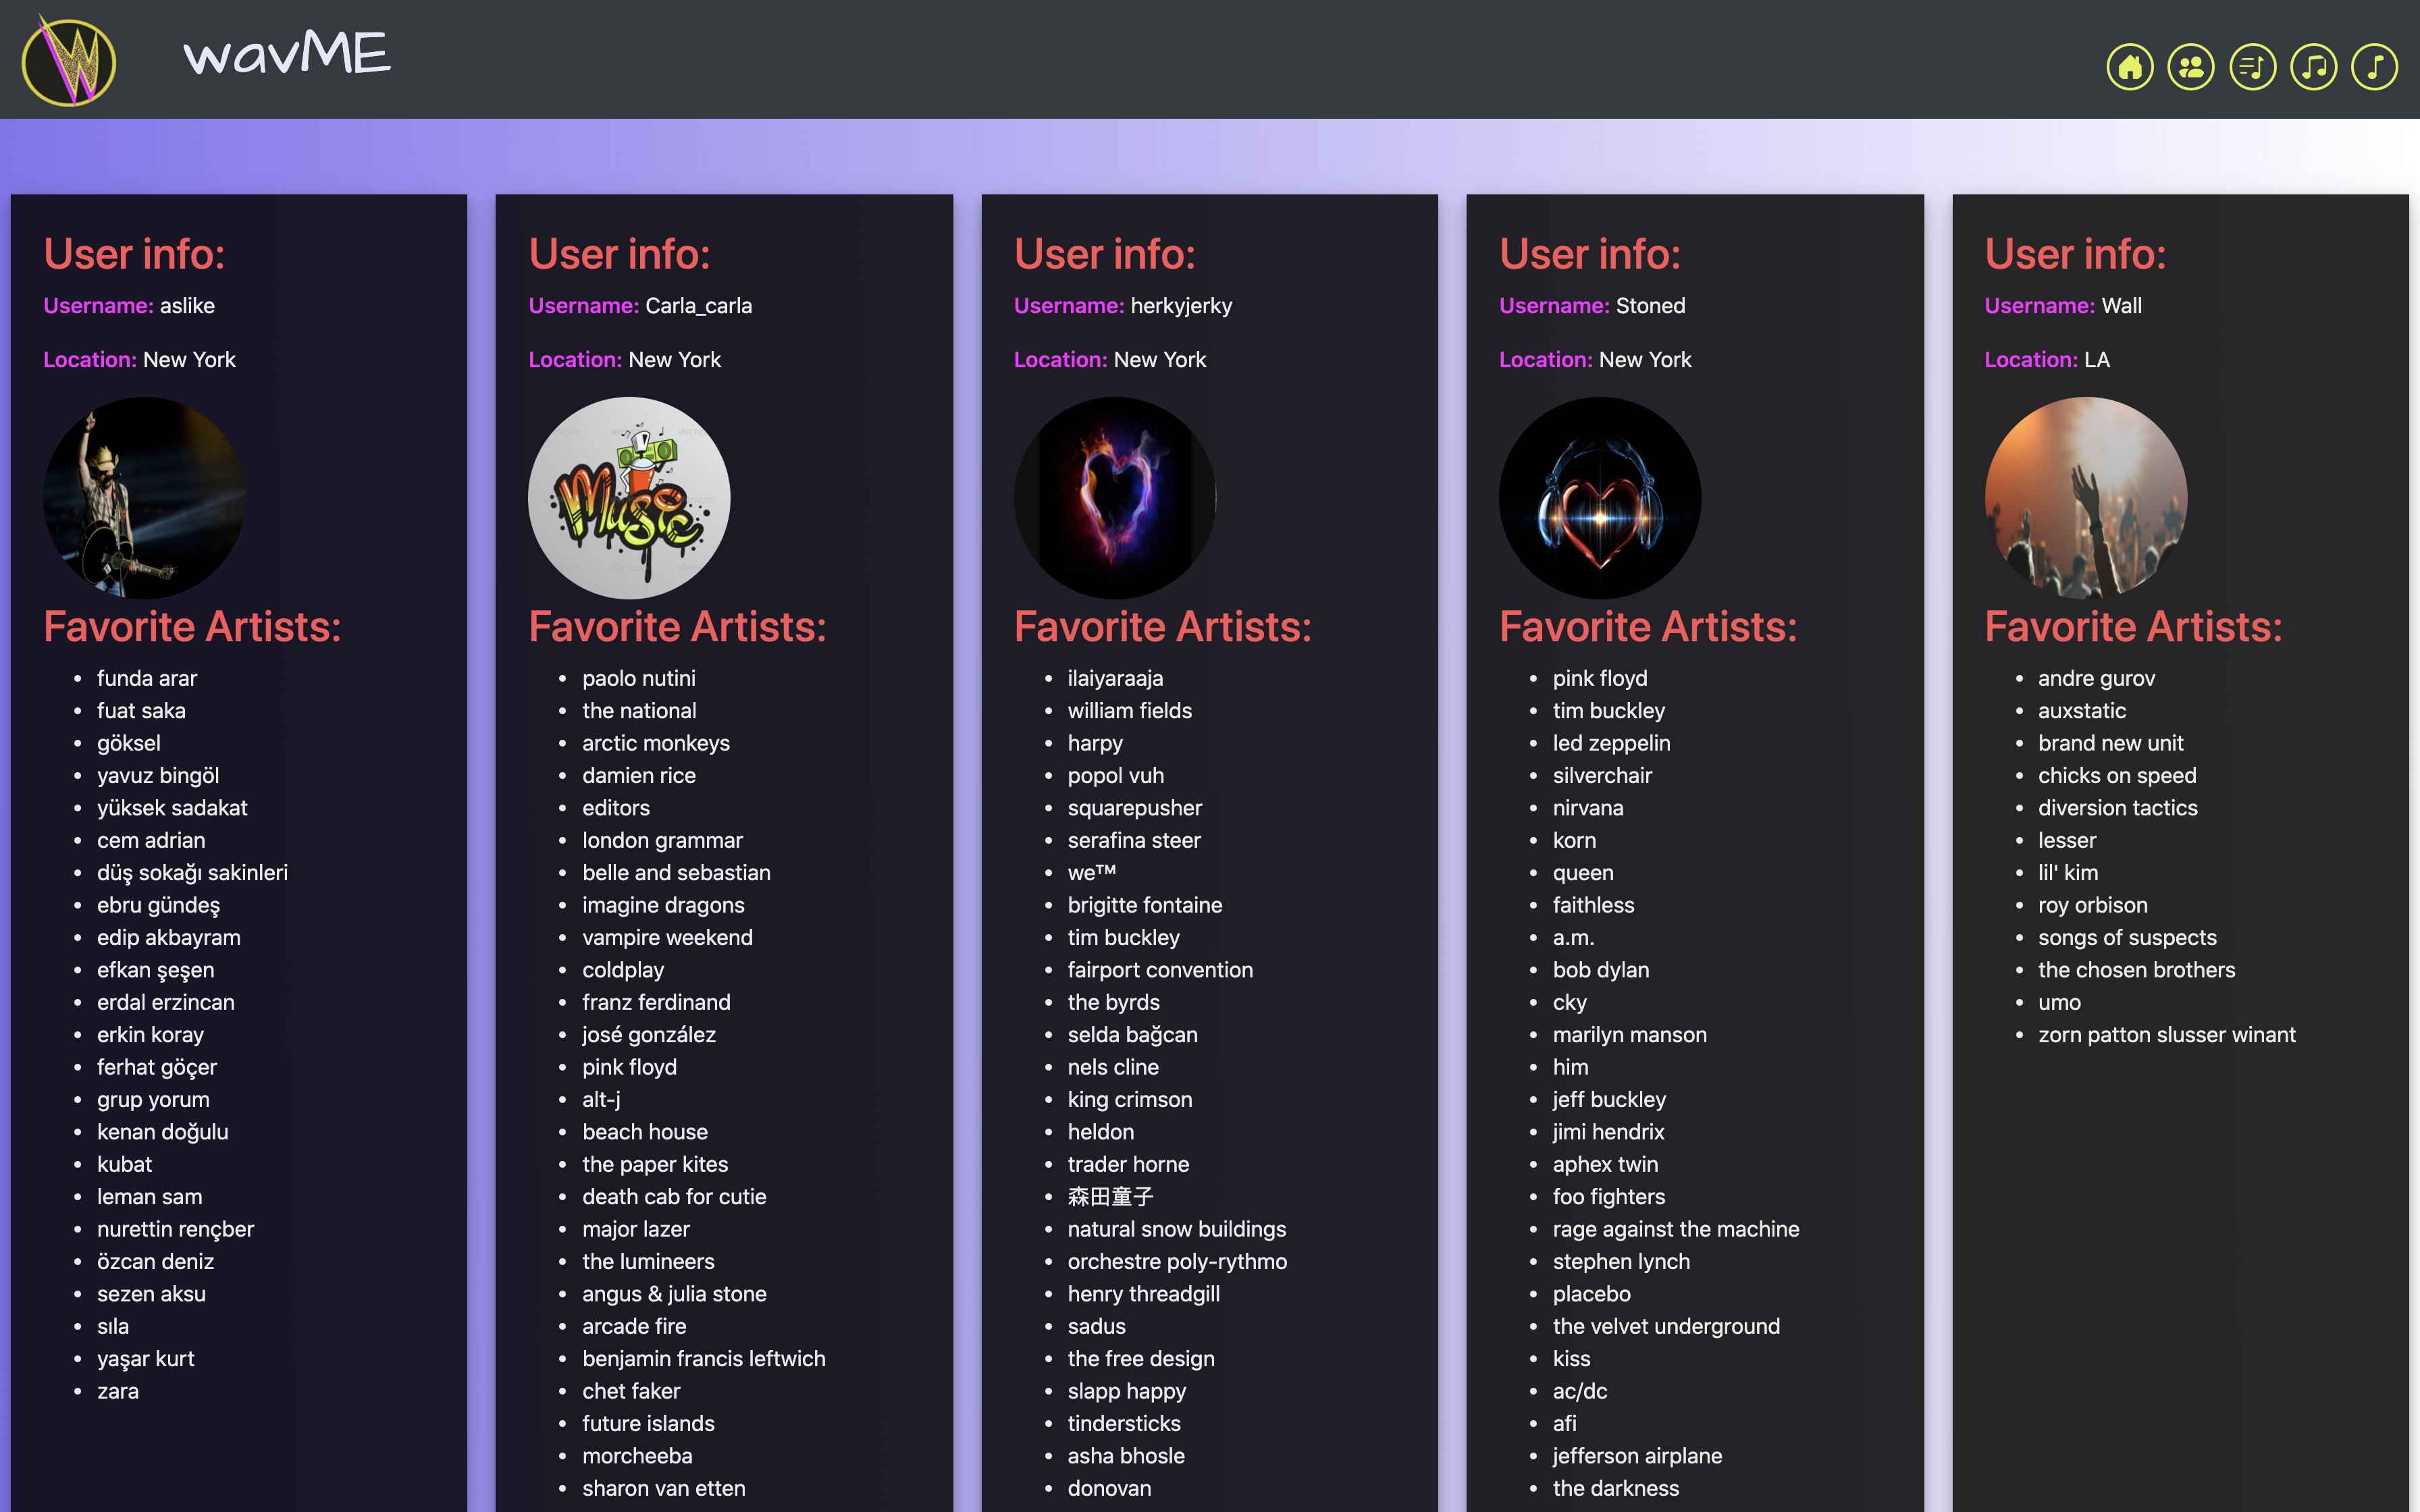 wavME
User info:
Username: aslike
Location: New York
Favorite Artists:
funda arar
fuat saka
göksel
yavuz bingöl
yüksek sadakat
cem adrian
düş sokağı sakinleri
ebru gündeş
edip akbayram
efkan şeşen
erdal erzincan
erkin koray
ferhat göçer
grup yorum
kenan doğulu
kubat
leman sam
nurettin rençber
özcan deniz
sezen aksu
sıla
yaşar kurt
zara
User info:
Username: Carla_carla
Location: New York
Music
Favorite Artists:
paolo nutini
the national
arctic monkeys
damien rice
editors
london grammar
belle and sebastian
imagine dragons
vampire weekend
coldplay
franz ferdinand
josé gonzález
pink floyd
alt-j
beach house
the paper kites
death cab for cutie
major lazer
the lumineers
angus & julia stone
arcade fire
benjamin francis leftwich
chet faker
future islands
morcheeba
sharon van etten
User info:
Username: herkyjerky
Location: New York
Favorite Artists:
ilaiyaraaja
william fields
harpy
popol vuh
squarepusher
serafina steer
we™
brigitte fontaine
tim buckley
fairport convention
the byrds
selda bağcan
nels cline
king crimson
heldon
trader horne
森田童子
natural snow buildings
orchestre poly-rythmo
henry threadgill
sadus
the free design
slapp happy
tindersticks
asha bhosle
donovan
User info:
Username: Stoned
Location: New York
Favorite Artists:
pink floyd
tim buckley
led zeppelin
silverchair
nirvana
korn
queen
faithless
a.m.
bob dylan
cky
marilyn manson
him
jeff buckley
jimi hendrix
aphex twin
foo fighters
rage against the machine
stephen lynch
placebo
the velvet underground
kiss
ac/dc
afi
jefferson airplane
the darkness
User info:
Username: Wall
Location: LA
Favorite Artists:
andre gurov
auxstatic
brand new unit
chicks on speed
diversion tactics
lesser
lil' kim
roy orbison
songs of suspects
the chosen brothers
umo
zorn patton slusser winant